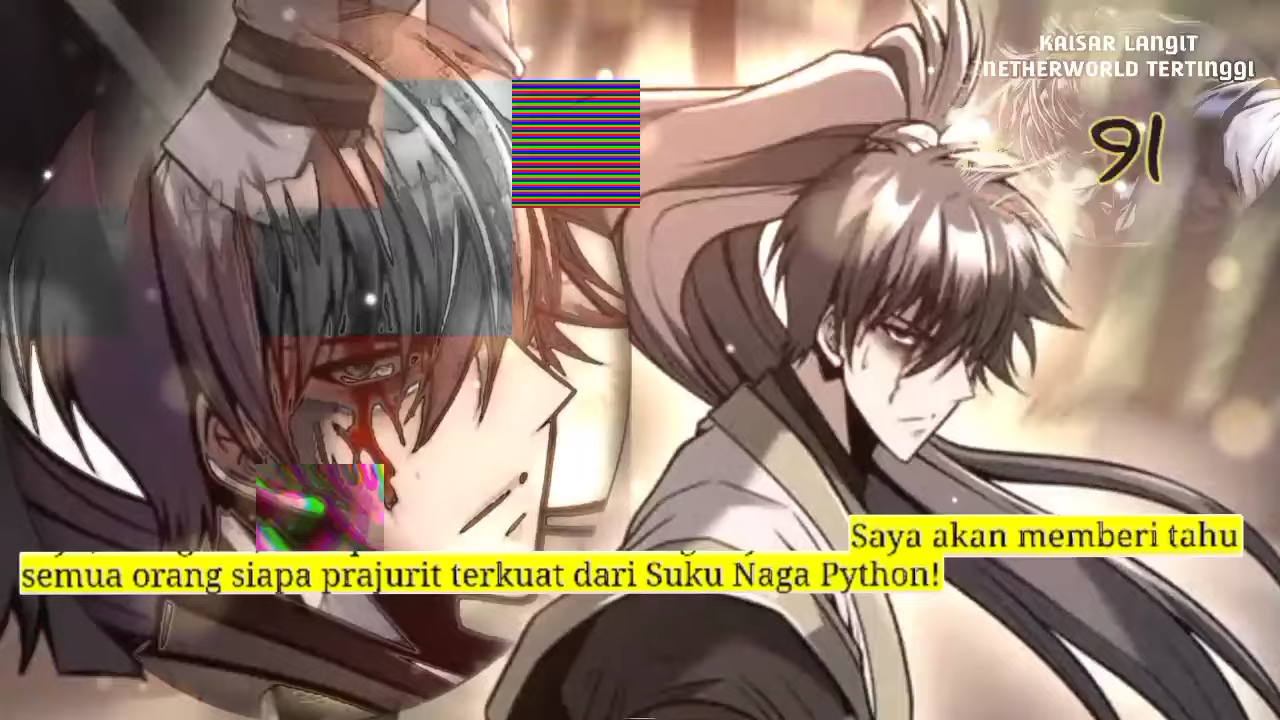 KAISAR LANGIT
NETHERWORLD TERTINGGI
91
Saya akan memberi tahu
semua orang siapa prajurit terkuat dari Suku Naga Python!